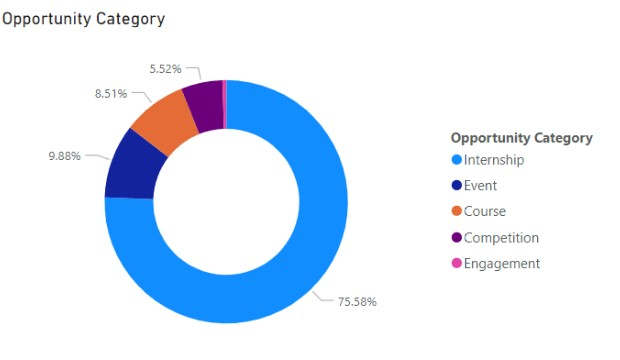 Opportunity Category
5.52%
8.51%
9.88%
75.58%
Opportunity Category
Internship
Event
Course
Competition
Engagement